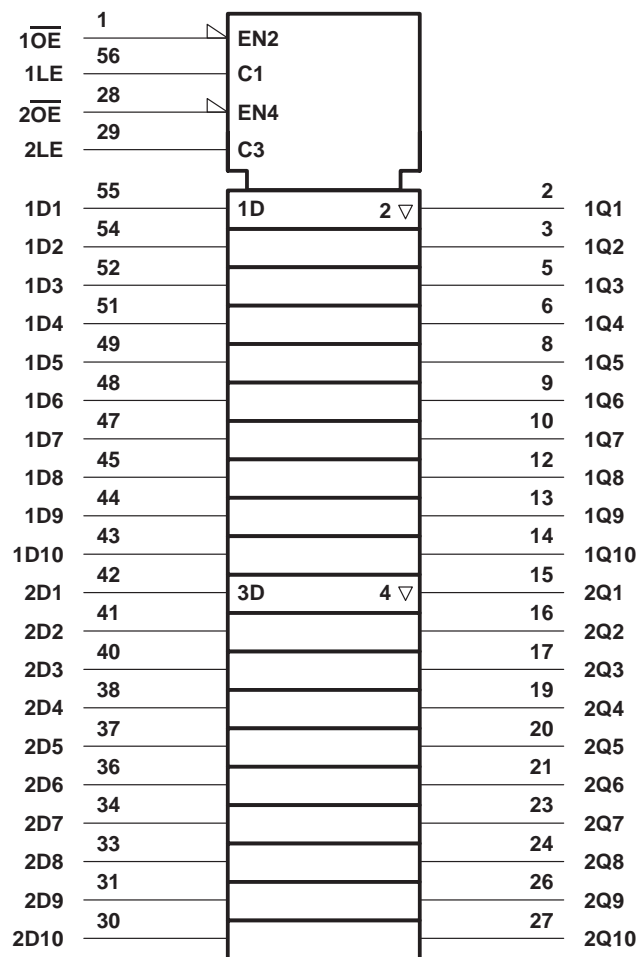 1 EN2
1O̅E̅
56
1LE C1
28
2O̅E̅ EN4
29
2LE C3
55 2
1D1 1D 2 ▽ 1Q1
54 3
1D2 1Q2
52 5
1D3 1Q3
51 6
1D4 1Q4
49 8
1D5 1Q5
48 9
1D6 1Q6
47 10
1D7 1Q7
45 12
1D8 1Q8
44 13
1D9 1Q9
43 14
1D10 1Q10
42 15
2D1 3D 4 ▽ 2Q1
41 16
2D2 2Q2
40 17
2D3 2Q3
38 19
2D4 2Q4
37 20
2D5 2Q5
36 21
2D6 2Q6
34 23
2D7 2Q7
33 24
2D8 2Q8
31 26
2D9 2Q9
30 27
2D10 2Q10